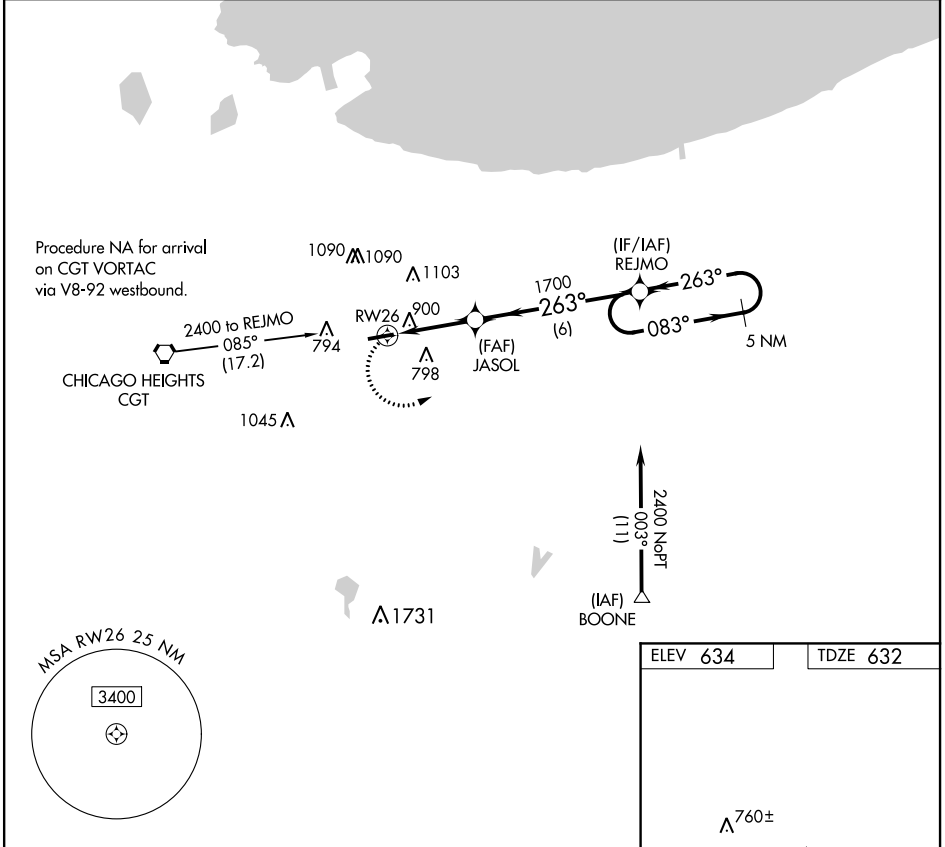 Procedure NA for arrival
on CGT VORTAC
via V8-92 westbound.
1090
1090
1103
(IF/IAF)
REJMO
1700
263°
(6)
263°
083°
5 NM
RW26
900
2400 to REJMO
085°
(17.2)
794
(FAF)
JASOL
798
CHICAGO HEIGHTS
CGT
1045
2400 NoPT
003°
(11)
(IAF)
BOONE
1731
MSA RW26 25 NM
3400
ELEV 634
TDZE 632
760±